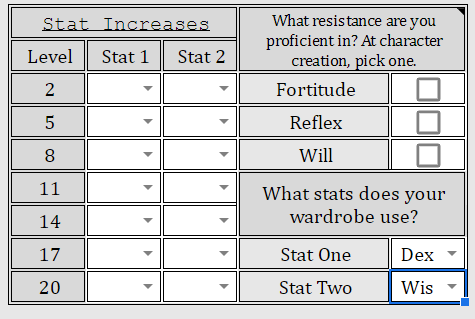 Stat Increases
What resistance are you
proficient in? At character
creation, pick one.
Level Stat 1 Stat 2
2 Fortitude
5 Reflex
8 Will
11
What stats does your
wardrobe use?
14
17 Stat One Dex
20 Stat Two Wis